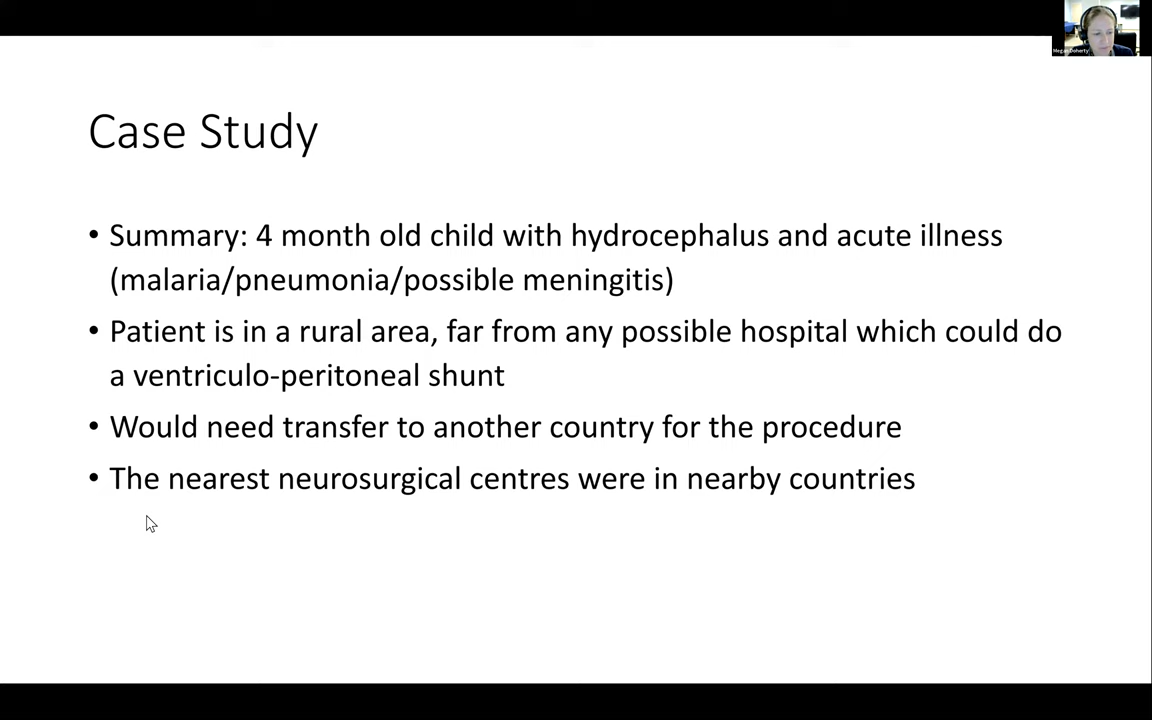 Megan Doherty
Case Study
• Summary: 4 month old child with hydrocephalus and acute illness
(malaria/pneumonia/possible meningitis)
• Patient is in a rural area, far from any possible hospital which could do
a ventriculo-peritoneal shunt
• Would need transfer to another country for the procedure
• The nearest neurosurgical centres were in nearby countries